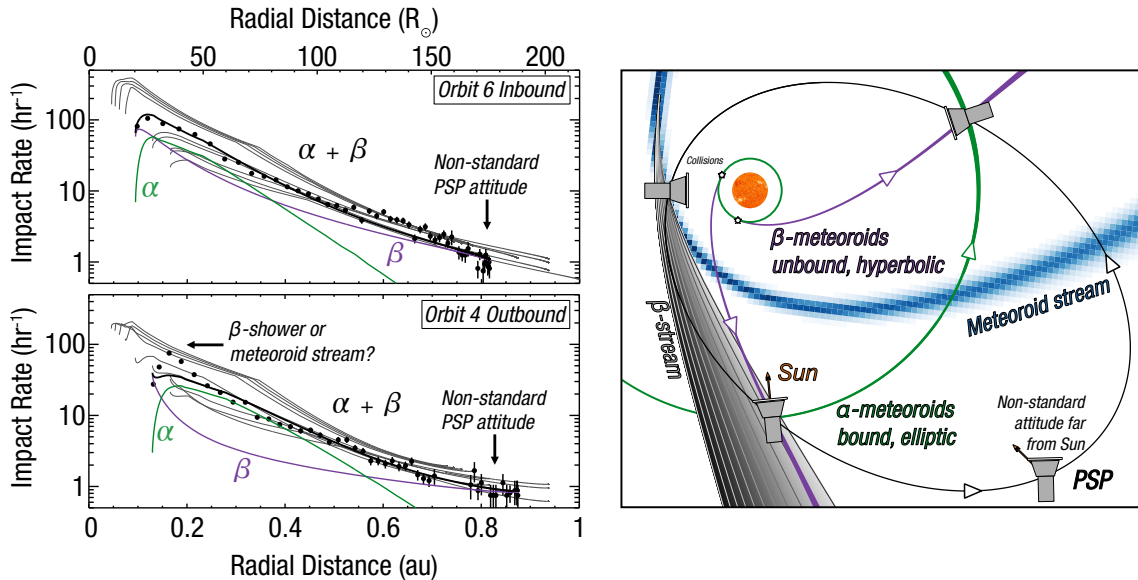 Radial Distance (R☉)
0 50 100 150 200
Impact Rate (hr⁻¹)
100
10
1
Orbit 6 Inbound
α + β
Non-standard
PSP attitude
α
β
Impact Rate (hr⁻¹)
100
10
1
Orbit 4 Outbound
β-shower or
meteoroid stream?
α + β
Non-standard
PSP attitude
α
β
0 0.2 0.4 0.6 0.8 1
Radial Distance (au)
Collisions
β-meteoroids
unbound, hyperbolic
Meteoroid stream
β-stream
Sun
α-meteoroids
bound, elliptic
Non-standard
attitude far
from Sun
PSP